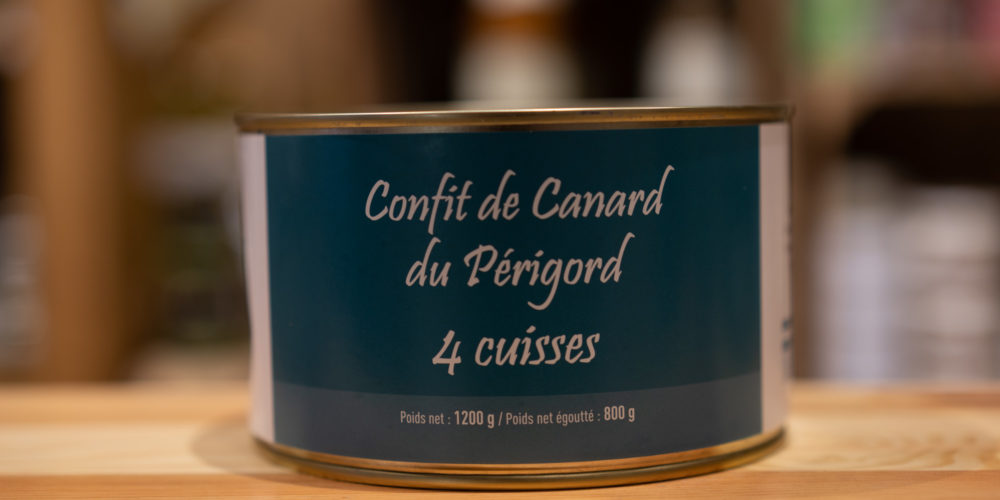 Confit de Canard
du Périgord
4 cuisses
Poids net : 1200 g / Poids net égoutté : 800 g